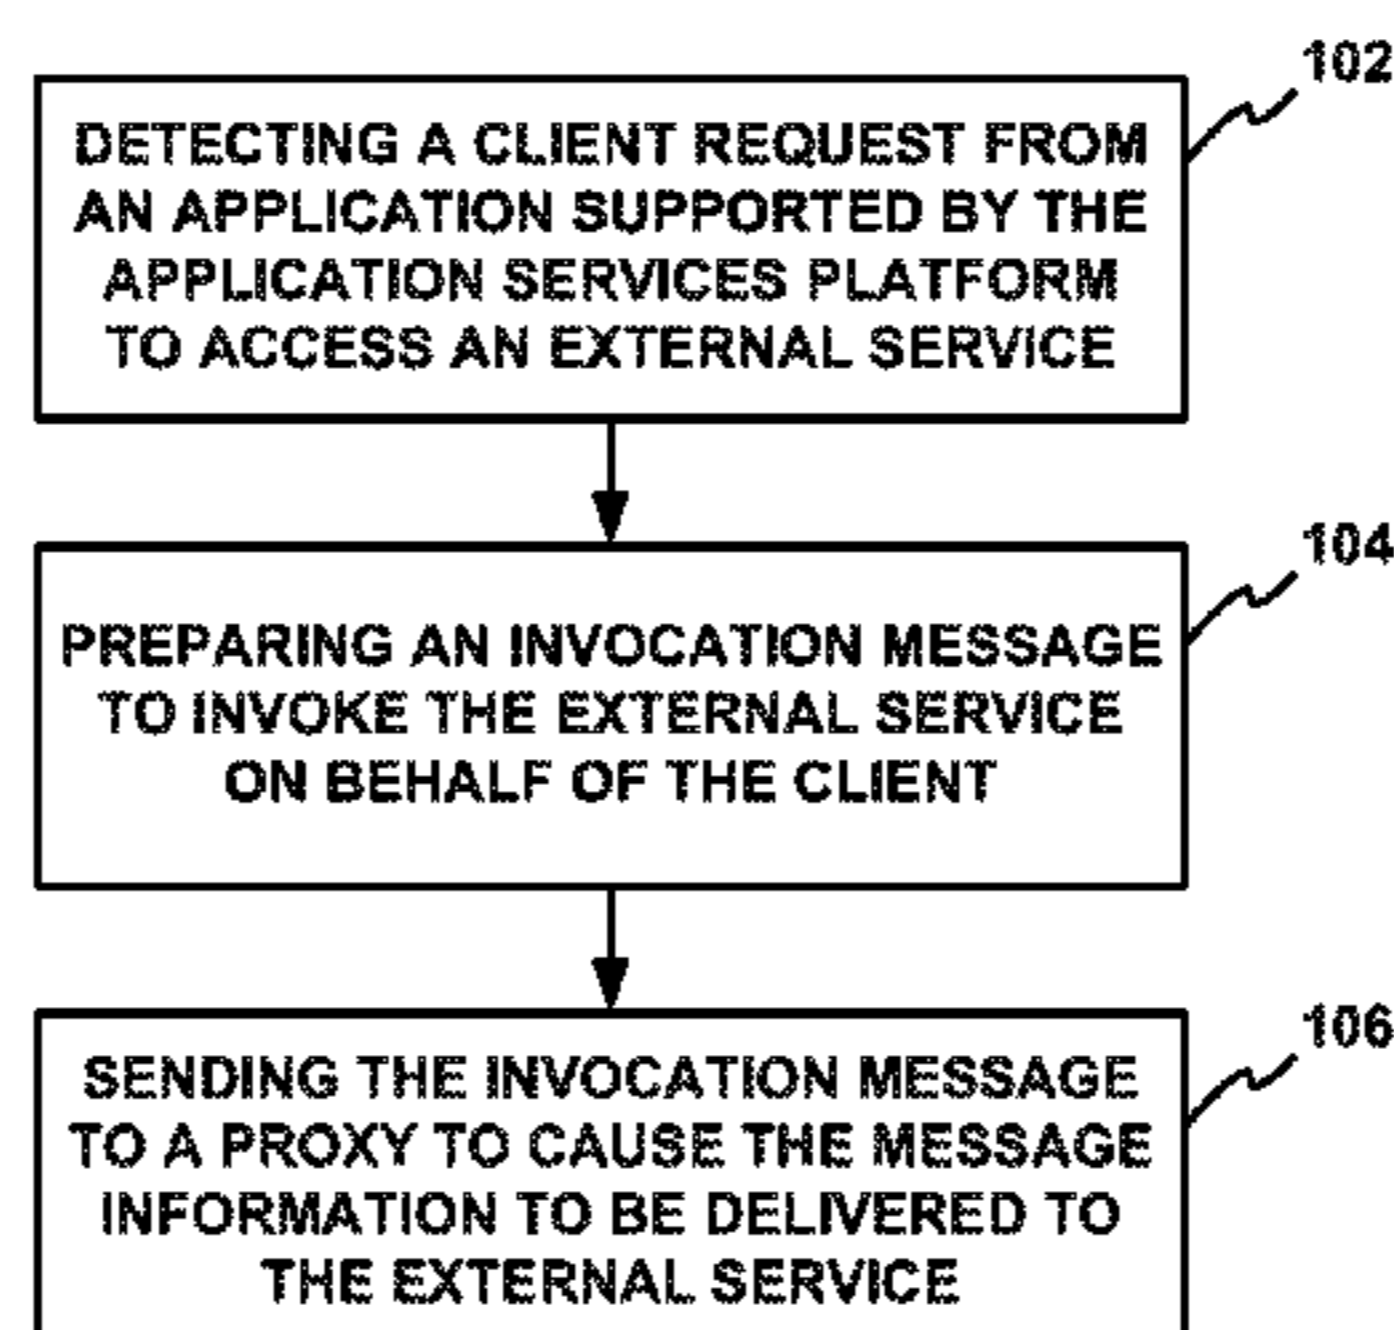 102
DETECTING A CLIENT REQUEST FROM
AN APPLICATION SUPPORTED BY THE
APPLICATION SERVICES PLATFORM
TO ACCESS AN EXTERNAL SERVICE
104
PREPARING AN INVOCATION MESSAGE
TO INVOKE THE EXTERNAL SERVICE
ON BEHALF OF THE CLIENT
106
SENDING THE INVOCATION MESSAGE
TO A PROXY TO CAUSE THE MESSAGE
INFORMATION TO BE DELIVERED TO
THE EXTERNAL SERVICE